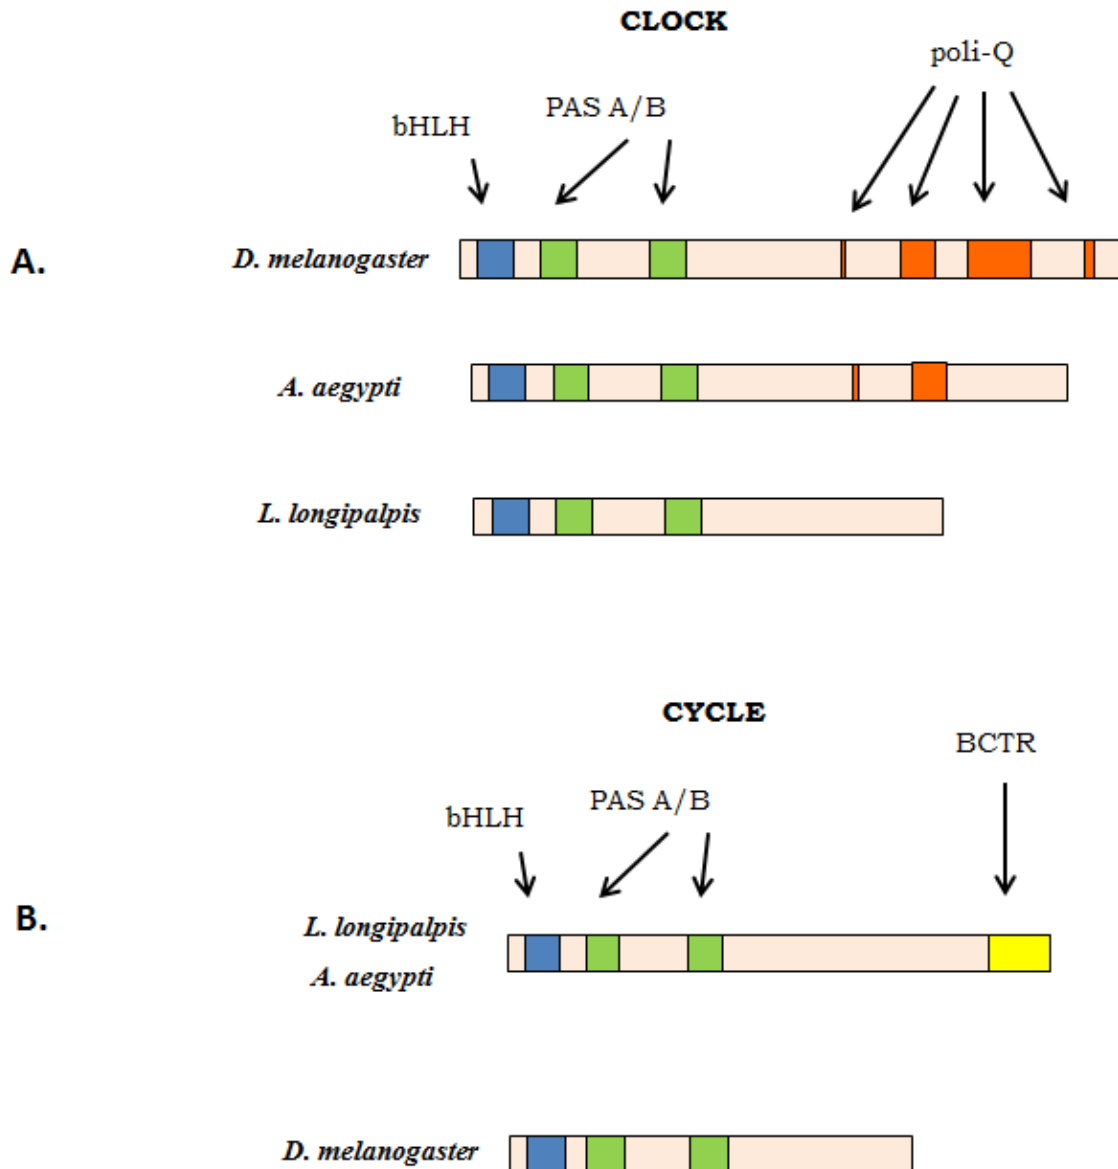 CLOCK
poli-Q
PAS A/B
bHLH
A.
D. melanogaster
A. aegypti
L. longipalpis
CYCLE
BCTR
PAS A/B
bHLH
B.
L. longipalpis
A. aegypti
D. melanogaster